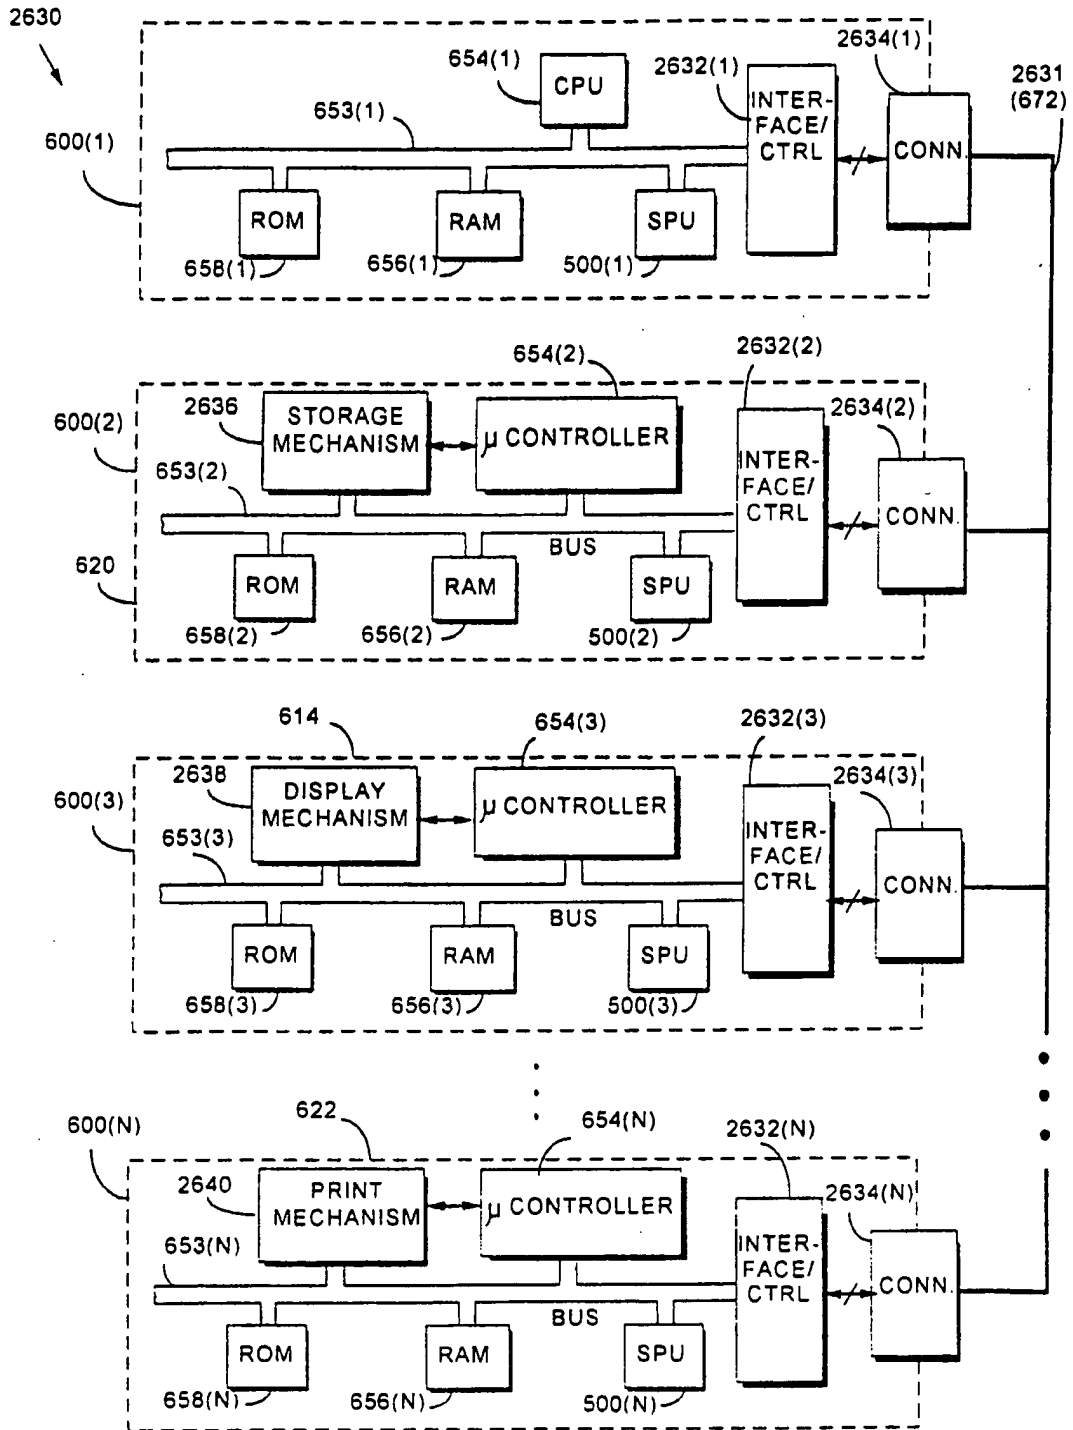 2630
600(1)
654(1)
CPU
653(1)
2632(1)
INTER-
FACE/
CTRL
2634(1)
CONN.
2631
(672)
ROM
658(1)
RAM
656(1)
SPU
500(1)
600(2)
620
2636
STORAGE
MECHANISM
654(2)
µ CONTROLLER
653(2)
2632(2)
INTER-
FACE/
CTRL
2634(2)
CONN.
BUS
ROM
658(2)
RAM
656(2)
SPU
500(2)
614
600(3)
2638
DISPLAY
MECHANISM
654(3)
µ CONTROLLER
653(3)
2632(3)
INTER-
FACE/
CTRL
2634(3)
CONN.
BUS
ROM
658(3)
RAM
656(3)
SPU
500(3)
622
600(N)
2640
PRINT
MECHANISM
654(N)
µ CONTROLLER
653(N)
2632(N)
INTER-
FACE/
CTRL
2634(N)
CONN.
BUS
ROM
658(N)
RAM
656(N)
SPU
500(N)